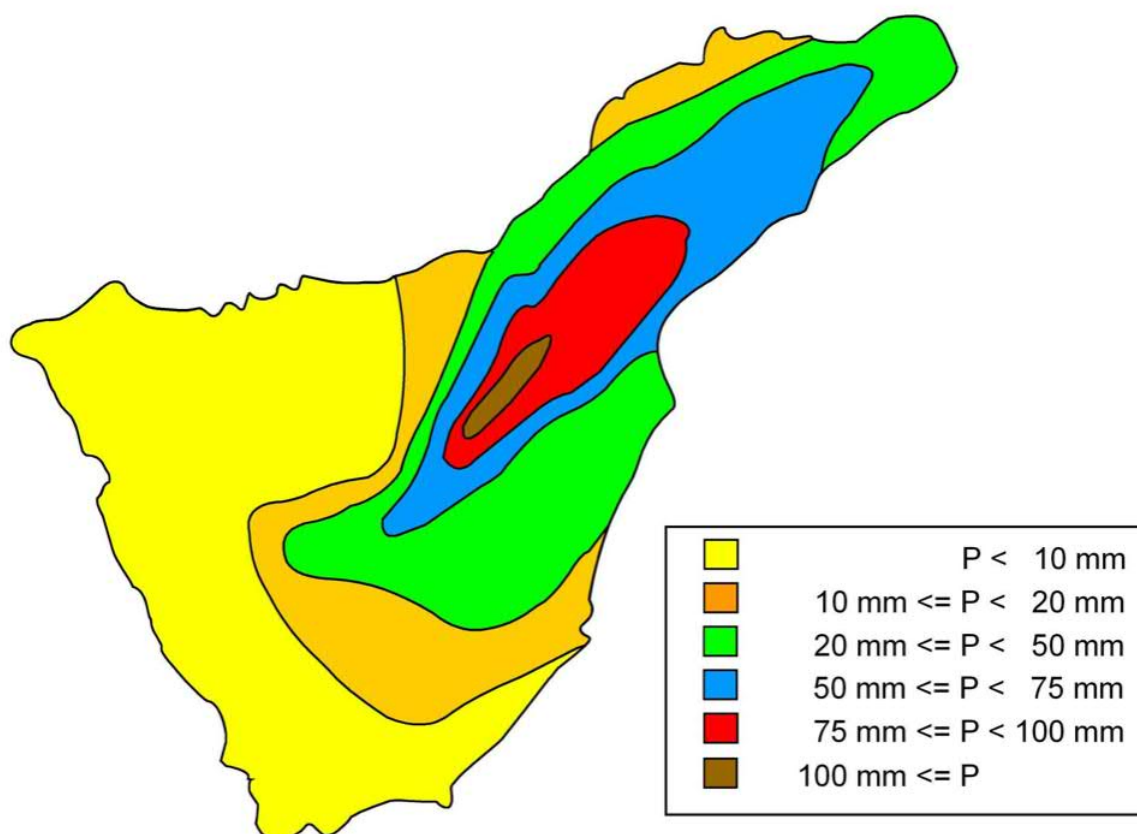 P < 10 mm
10 mm <= P < 20 mm
20 mm <= P < 50 mm
50 mm <= P < 75 mm
75 mm <= P < 100 mm
100 mm <= P